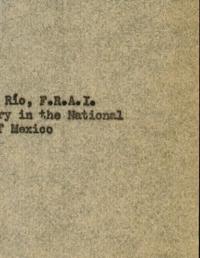 Río, F.R.A.I.
ry in the National
f Mexico